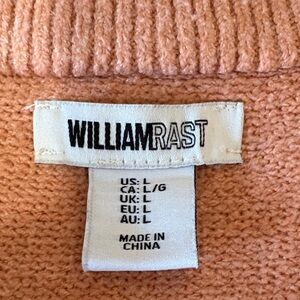 WILLIAMRAST
US: L
CA: L/G
UK: L
EU: L
AU: L
MADE IN
CHINA